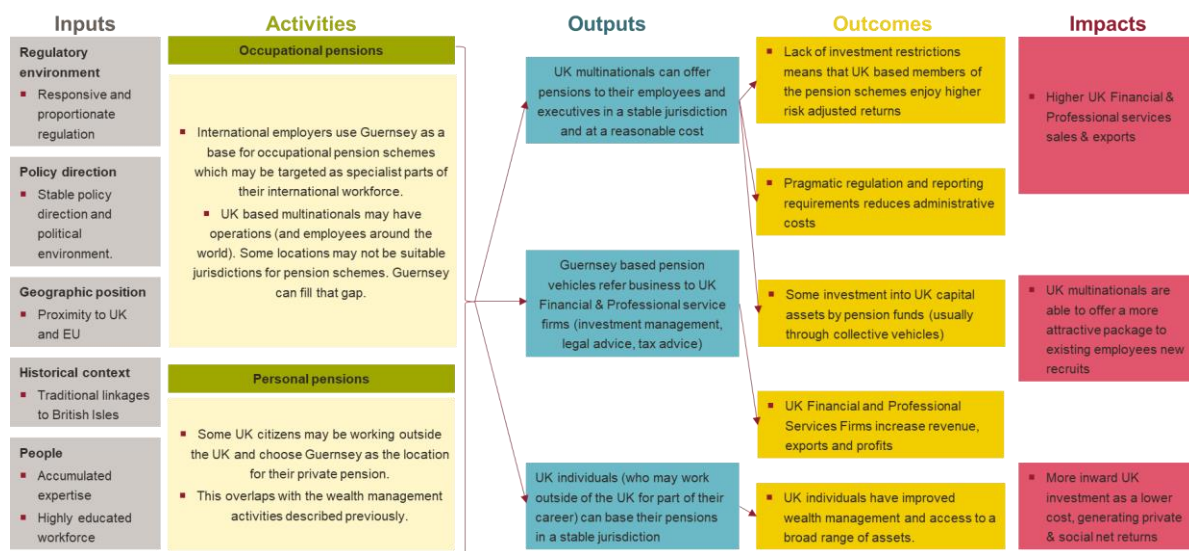 Inputs
Regulatory
environment
Responsive and
proportionate
regulation
Policy direction
Stable policy
direction and
political
environment.
Geographic position
Proximity to UK
and EU
Historical context
Traditional linkages
to British Isles
People
Accumulated
expertise
Highly educated
workforce
Activities
Occupational pensions
International employers use Guernsey as a
base for occupational pension schemes
which may be targeted as specialist parts of
their international workforce.
UK based multinationals may have
operations (and employees around the
world). Some locations may not be suitable
jurisdictions for pension schemes. Guernsey
can fill that gap.
Personal pensions
Some UK citizens may be working outside
the UK and choose Guernsey as the location
for their private pension.
This overlaps with the wealth management
activities described previously.
Outputs
UK multinationals can offer
pensions to their employees and
executives in a stable jurisdiction
and at a reasonable cost
Guernsey based pension
vehicles refer business to UK
Financial & Professional service
firms (investment management,
legal advice, tax advice)
UK individuals (who may work
outside of the UK for part of their
career) can base their pensions
in a stable jurisdiction
Outcomes
Lack of investment restrictions
means that UK based members of
the pension schemes enjoy higher
risk adjusted returns
Pragmatic regulation and reporting
requirements reduces administrative
costs
Some investment into UK capital
assets by pension funds (usually
through collective vehicles)
UK Financial and Professional
Services Firms increase revenue,
exports and profits
UK individuals have improved
wealth management and access to a
broad range of assets.
Impacts
Higher UK Financial &
Professional services
sales & exports
UK multinationals are
able to offer a more
attractive package to
existing employees new
recruits
More inward UK
investment as a lower
cost, generating private
& social net returns